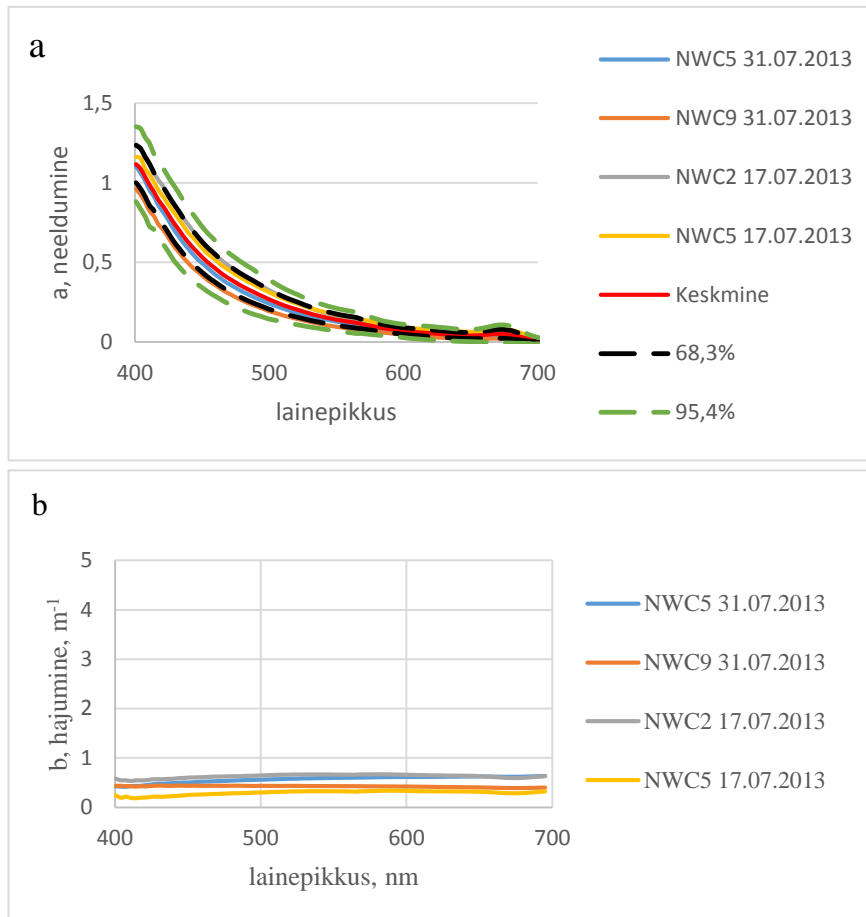 a
1,5
1
0,5
0
400
500
600
700
a, neeldumine
lainepikkus
NWC5 31.07.2013
NWC9 31.07.2013
NWC2 17.07.2013
NWC5 17.07.2013
Keskmine
68,3%
95,4%
b
5
4
3
2
1
0
400
500
600
700
b, hajumine, m⁻¹
lainepikkus, nm
NWC5 31.07.2013
NWC9 31.07.2013
NWC2 17.07.2013
NWC5 17.07.2013